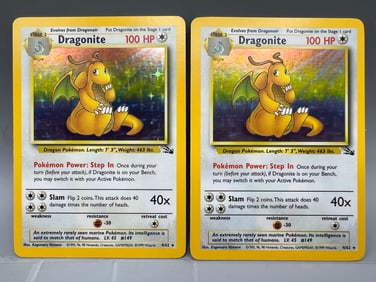 Evolves from Dragonair Put Dragonite on the Stage 1 card
STAGE 2
Dragonite 100 HP
Dragon Pokémon. Length: 7' 3", Weight: 463 lbs.
Pokémon Power: Step In Once during your
turn (before your attack), if Dragonite is on your Bench,
you may switch it with your Active Pokémon.
Slam Flip 2 coins. This attack does 40
damage times the number of heads.
40x
weakness resistance retreat cost
-30
An extremely rarely seen marine Pokémon. Its intelligence is
said to match that of humans. LV. 45 #149
4/62
Evolves from Dragonair Put Dragonite on the Stage 1 card
STAGE 2
Dragonite 100 HP
Dragon Pokémon. Length: 7' 3", Weight: 463 lbs.
Pokémon Power: Step In Once during your
turn (before your attack), if Dragonite is on your Bench,
you may switch it with your Active Pokémon.
Slam Flip 2 coins. This attack does 40
damage times the number of heads.
40x
weakness resistance retreat cost
-30
An extremely rarely seen marine Pokémon. Its intelligence is
said to match that of humans. LV. 45 #149
4/62